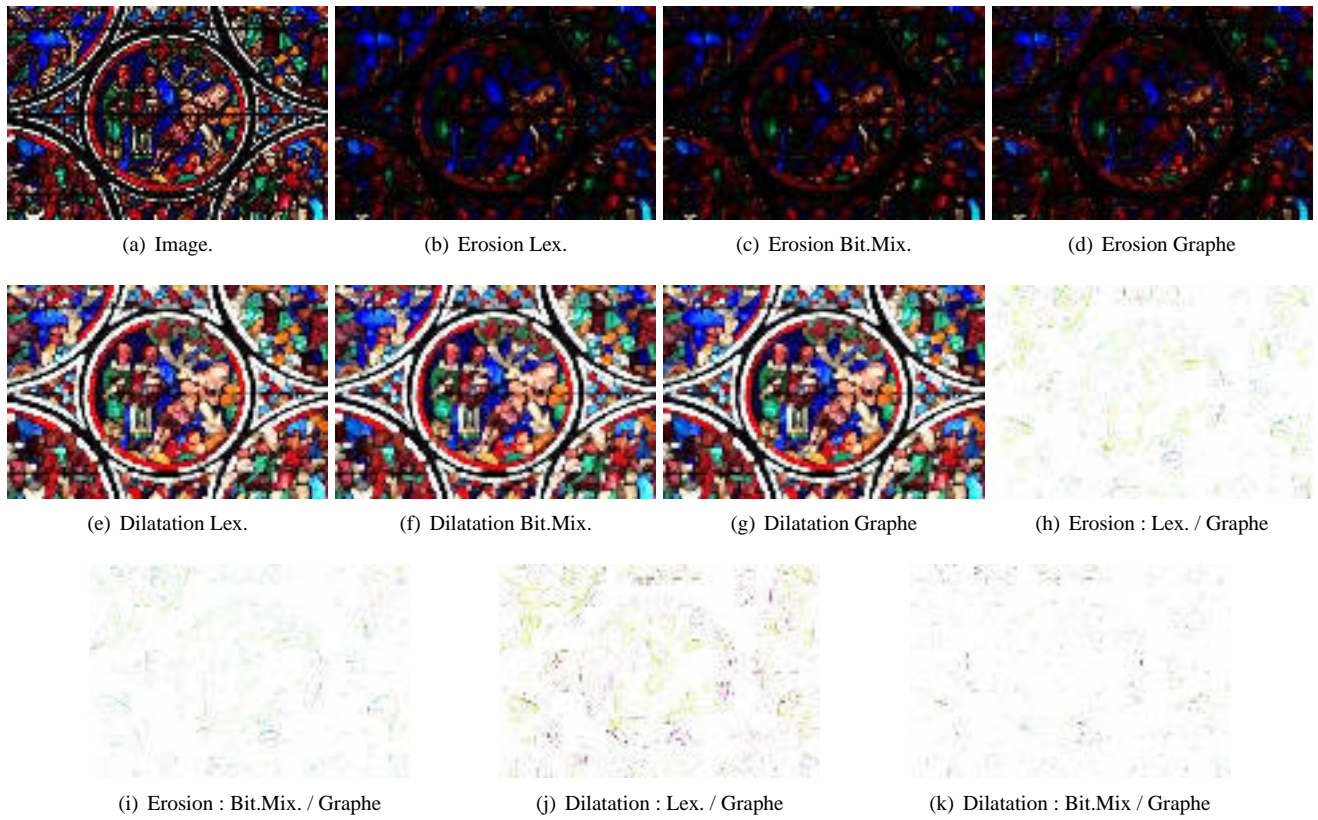 (a) Image.
(b) Erosion Lex.
(c) Erosion Bit.Mix.
(d) Erosion Graphe
(e) Dilatation Lex.
(f) Dilatation Bit.Mix.
(g) Dilatation Graphe
(h) Erosion : Lex. / Graphe
(i) Erosion : Bit.Mix. / Graphe
(j) Dilatation : Lex. / Graphe
(k) Dilatation : Bit.Mix / Graphe